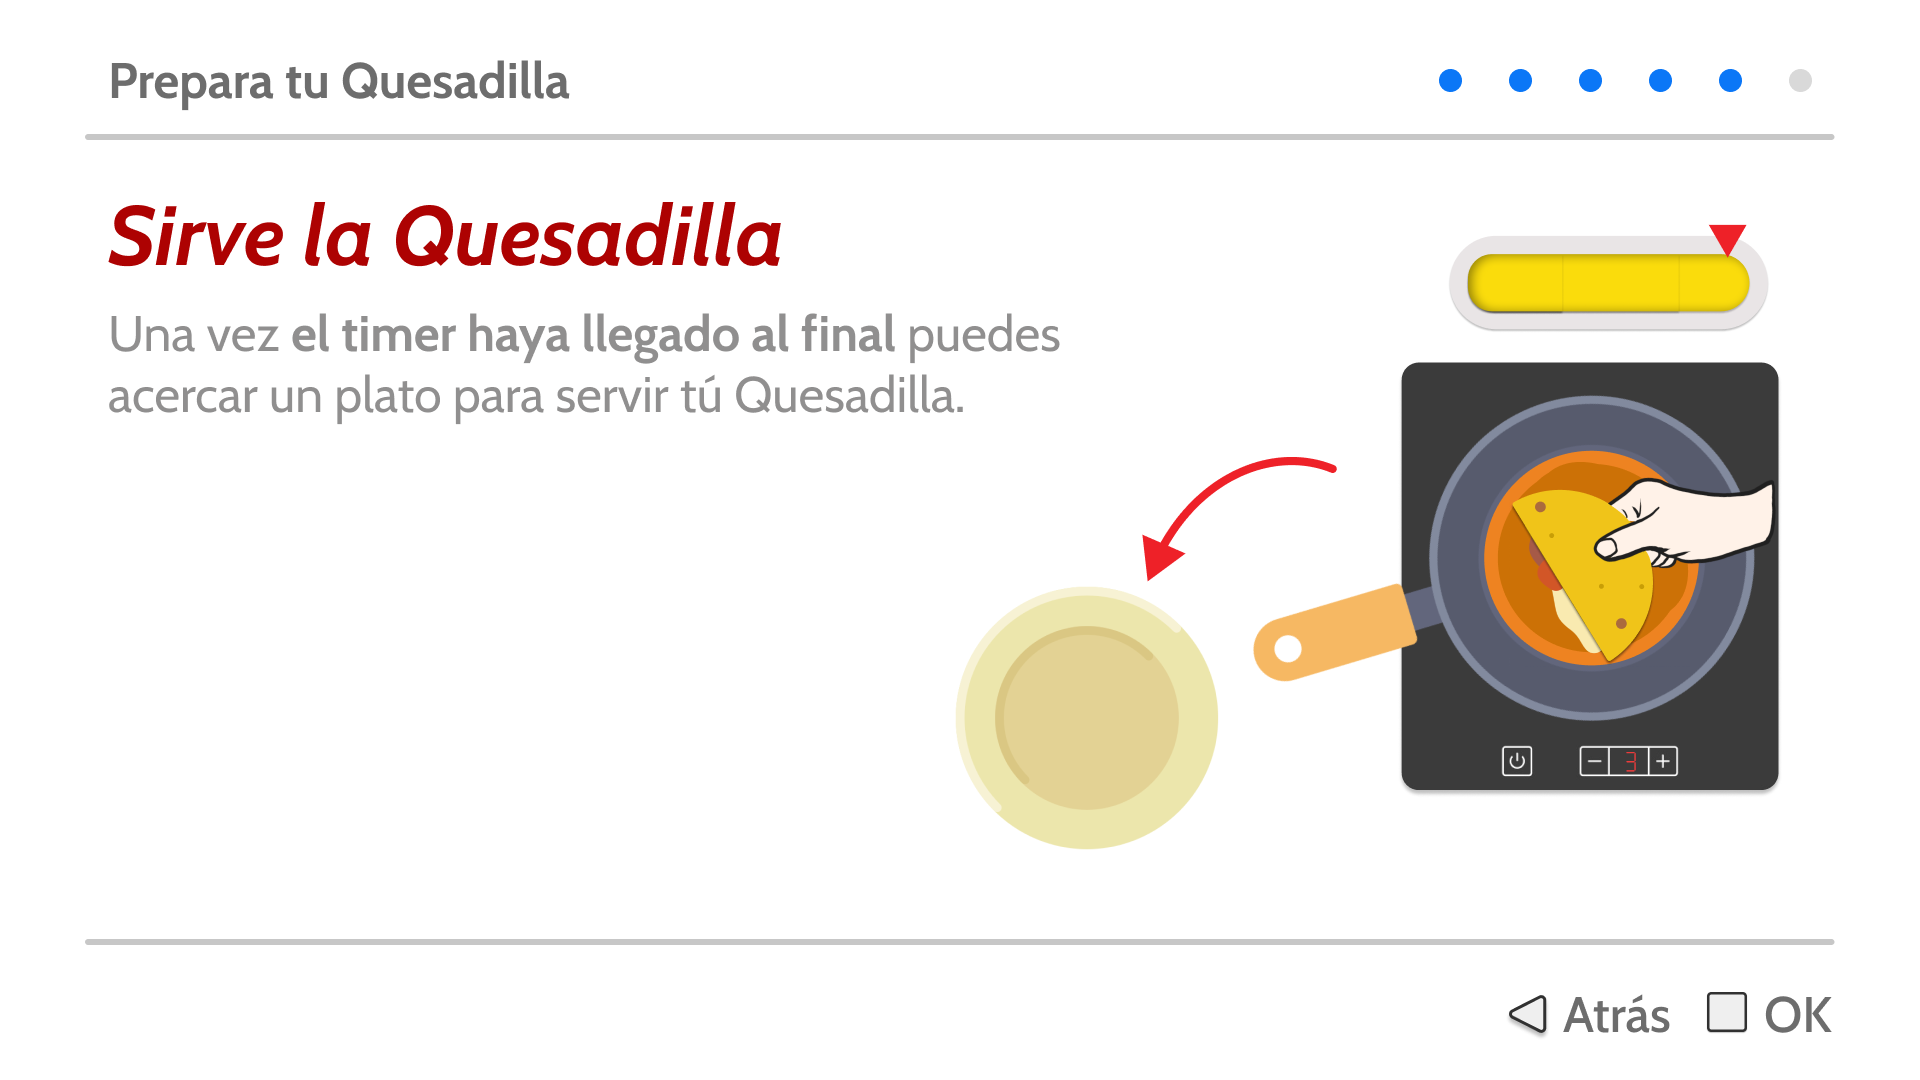 Prepara tu Quesadilla
Sirve la Quesadilla
Una vez el timer haya llegado al final puedes
acercar un plato para servir tú Quesadilla.
− 3 +
Atrás OK